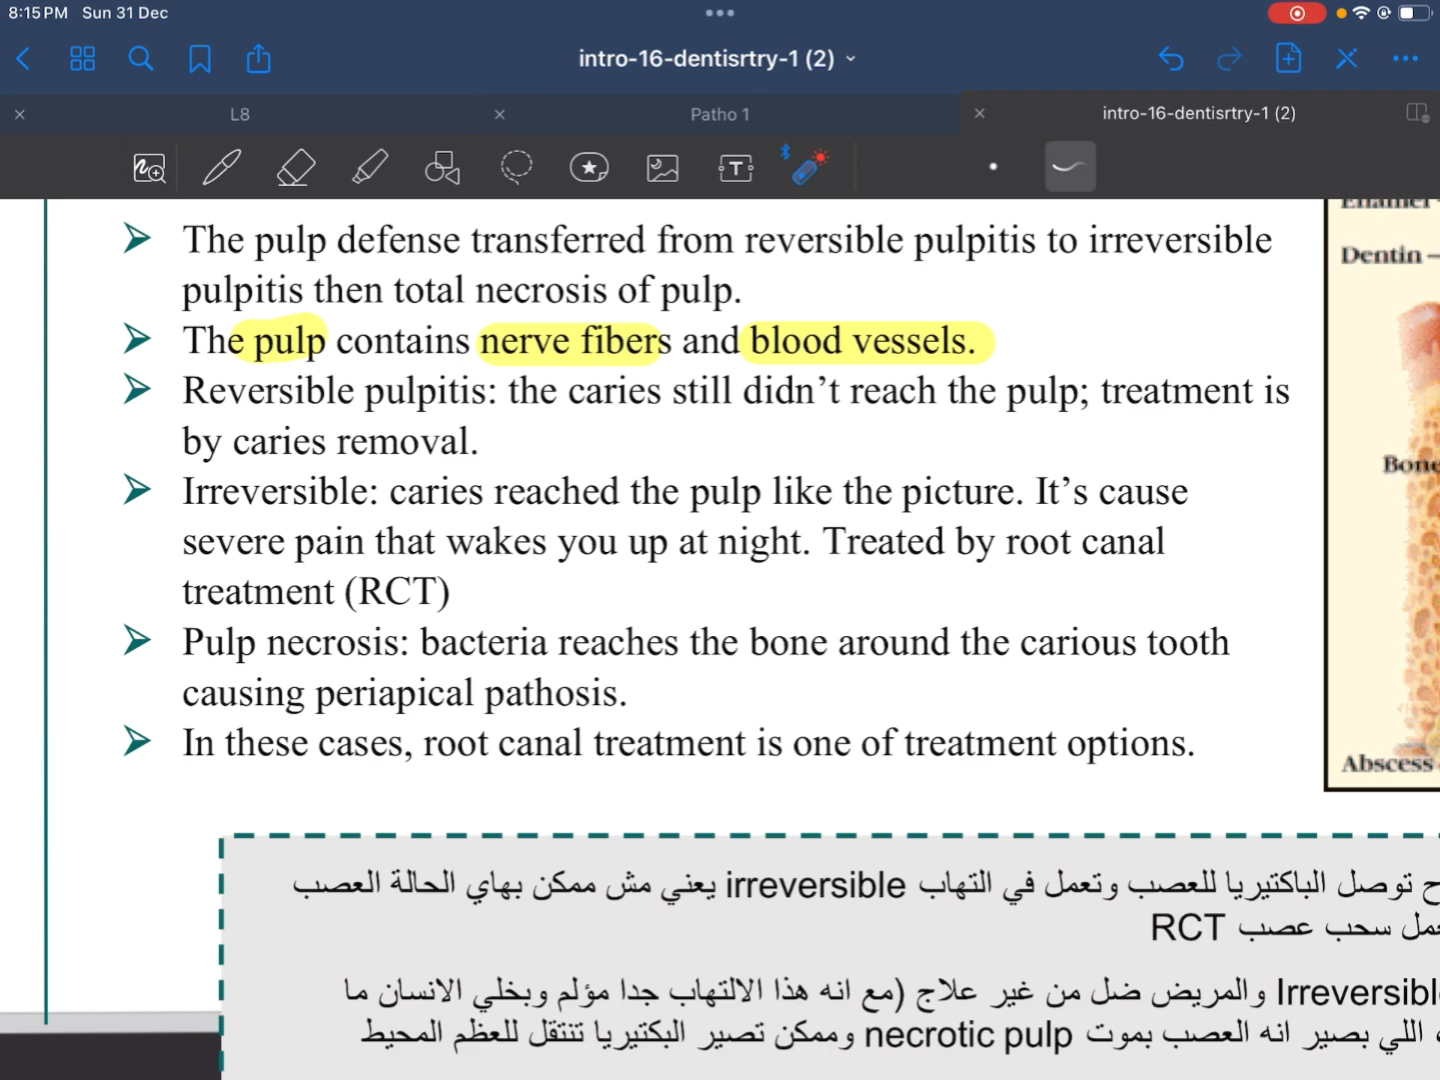 8:15 PM Sun 31 Dec
intro-16-dentisrtry-1 (2)
L8
Patho 1
intro-16-dentisrtry-1 (2)
T
Enamel
Dentin
Bone
Abscess
The pulp defense transferred from reversible pulpitis to irreversible
pulpitis then total necrosis of pulp.
The pulp contains nerve fibers and blood vessels.
Reversible pulpitis: the caries still didn’t reach the pulp; treatment is
by caries removal.
Irreversible: caries reached the pulp like the picture. It’s cause
severe pain that wakes you up at night. Treated by root canal
treatment (RCT)
Pulp necrosis: bacteria reaches the bone around the carious tooth
causing periapical pathosis.
In these cases, root canal treatment is one of treatment options.
توصل الباكتيريا للعصب وتعمل في التهاب irreversible يعني مش ممكن بهاي الحالة العصب
سحب عصب RCT
والمريض ضل من غير علاج (مع انه هذا الالتهاب جدا مؤلم وبخلي الانسان ما
اللي بصير انه العصب بموت necrotic pulp وممكن تصير البكتيريا تنتقل للعظم المحيط